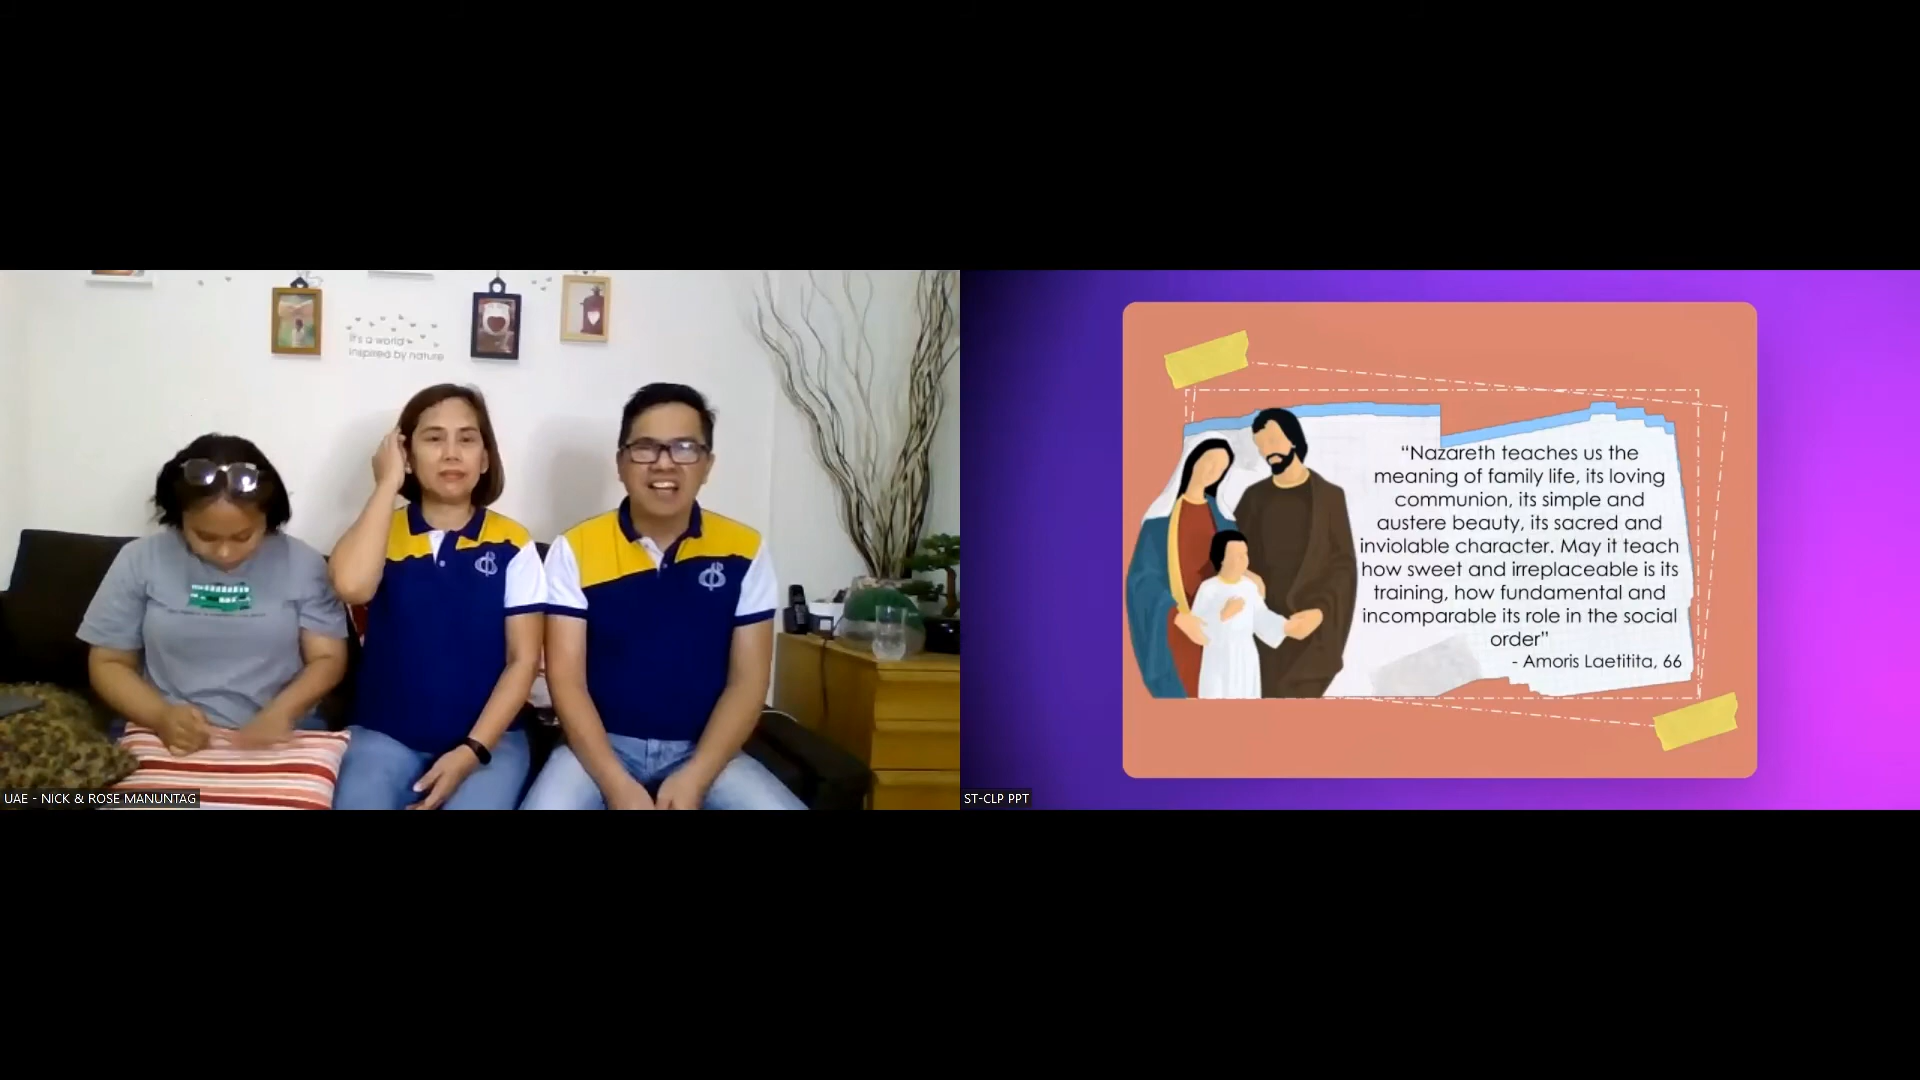 It's a world
inspired by nature
UAE - NICK & ROSE MANUNTAG
“Nazareth teaches us the
meaning of family life, its loving
communion, its simple and
austere beauty, its sacred and
inviolable character. May it teach
how sweet and irreplaceable is its
training, how fundamental and
incomparable its role in the social
order”
- Amoris Laetitita, 66
ST-CLP PPT